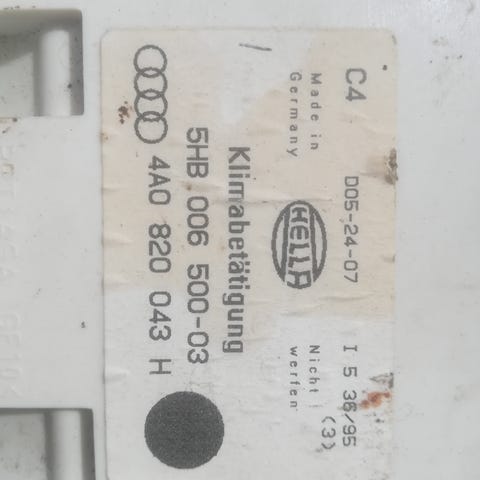 C4 D05-24-07 I 5 36/95
(3)
Made in
Germany
HELLA
Nicht
werfen
Klimabetätigung
5HB 006 500-03
4A0 820 043 H